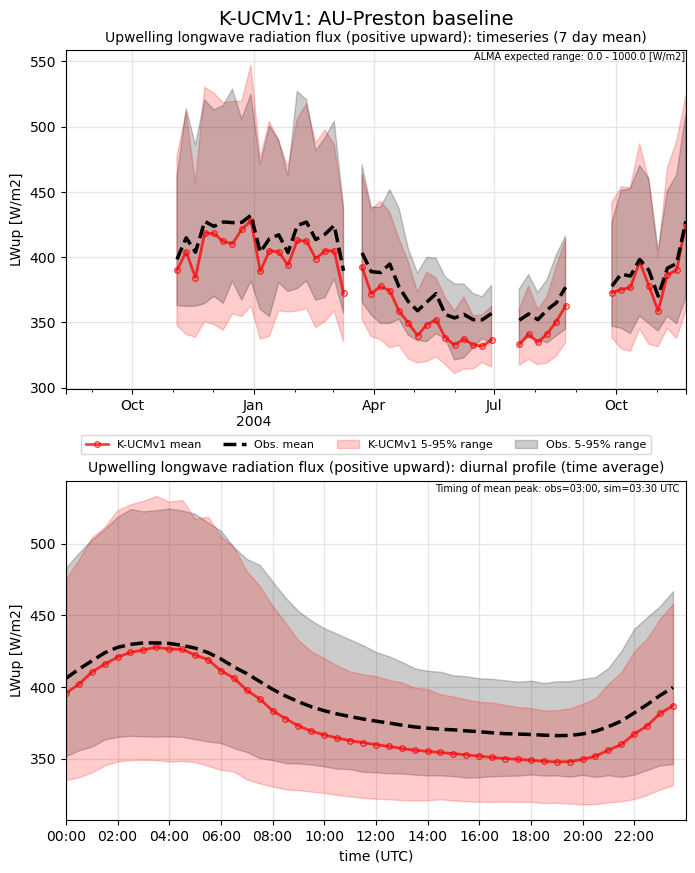 K-UCMv1: AU-Preston baseline
Upwelling longwave radiation flux (positive upward): timeseries (7 day mean)
ALMA expected range: 0.0 - 1000.0 [W/m2]
550
500
450
400
350
300
LWup [W/m2]
Oct Jan Apr Jul Oct
2004
K-UCMv1 mean Obs. mean K-UCMv1 5-95% range Obs. 5-95% range
Upwelling longwave radiation flux (positive upward): diurnal profile (time average)
Timing of mean peak: obs=03:00, sim=03:30 UTC
500
450
400
350
LWup [W/m2]
00:00 02:00 04:00 06:00 08:00 10:00 12:00 14:00 16:00 18:00 20:00 22:00
time (UTC)